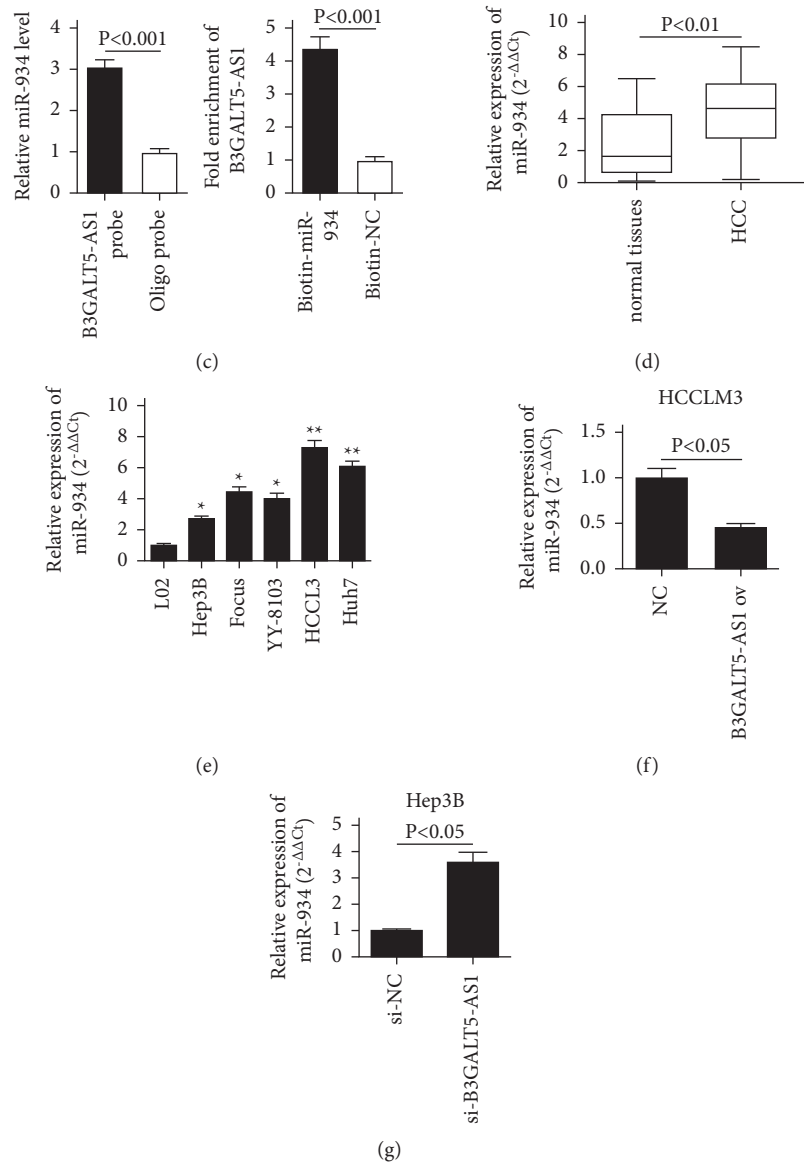 Relative miR-934 level
4
3
2
1
0
P<0.001
B3GALT5-AS1
probe
Oligo probe
Fold enrichment of
B3GALT5-AS1
5
4
3
2
1
0
P<0.001
Biotin-miR-
934
Biotin-NC
(c)
Relative expression of
miR-934 (2-ΔΔCt)
10
8
6
4
2
0
P<0.01
normal tissues
HCC
(d)
Relative expression of
miR-934 (2-ΔΔCt)
10
8
6
4
2
0
*
*
*
**
**
L02
Hep3B
Focus
YY-8103
HCCL3
Huh7
(e)
HCCLM3
Relative expression of
miR-934 (2-ΔΔCt)
1.5
1.0
0.5
0.0
P<0.05
NC
B3GALT5-AS1 ov
(f)
Hep3B
Relative expression of
miR-934 (2-ΔΔCt)
5
4
3
2
1
0
P<0.05
si-NC
si-B3GALT5-AS1
(g)